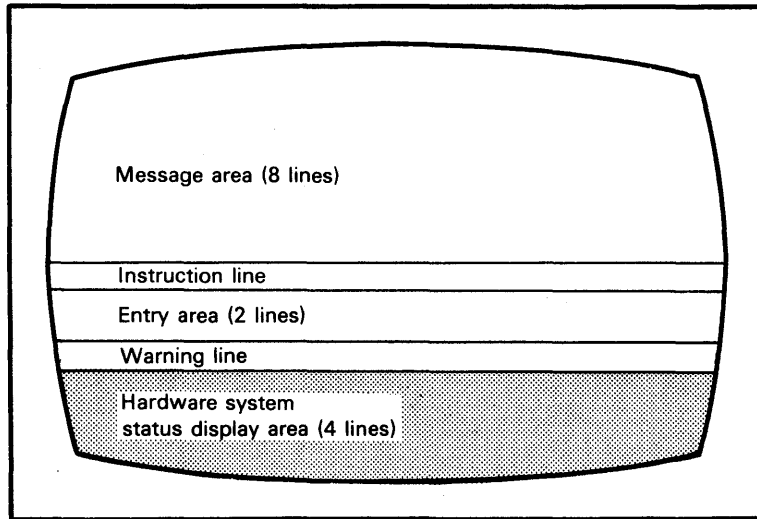 Message area (8 lines)
Instruction line
Entry area (2 lines)
Warning line
Hardware system
status display area (4 lines)